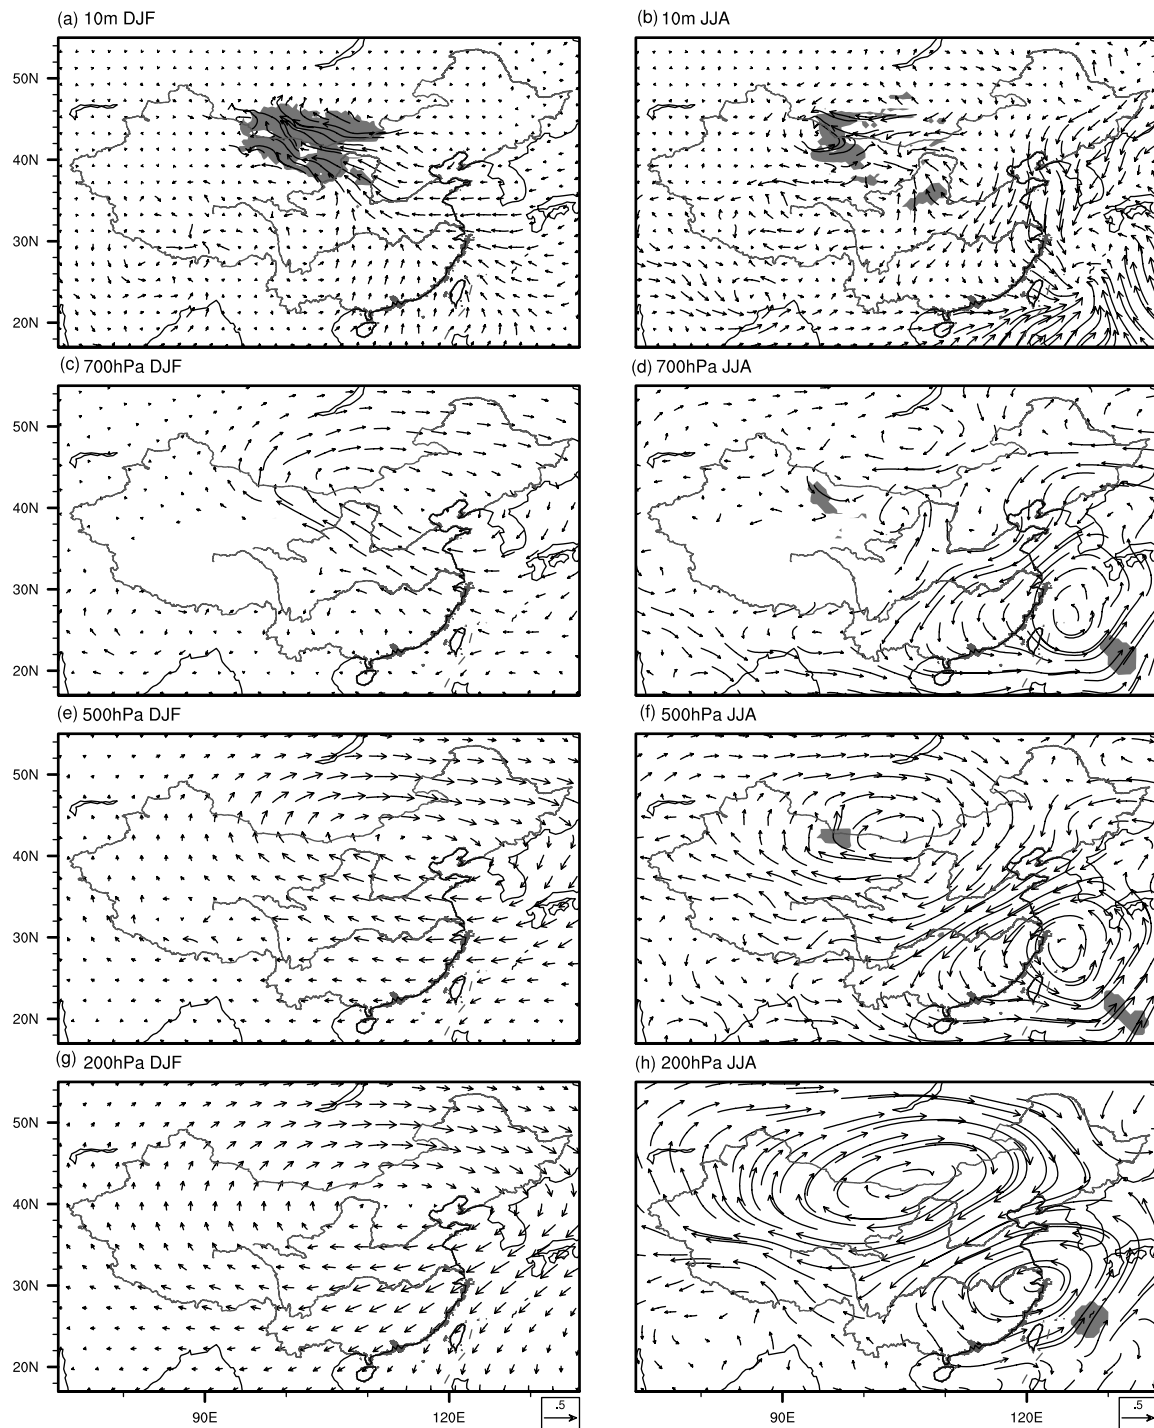 (a) 10m DJF
(b) 10m JJA
50N
40N
30N
20N
(c) 700hPa DJF
(d) 700hPa JJA
50N
40N
30N
20N
(e) 500hPa DJF
(f) 500hPa JJA
50N
40N
30N
20N
(g) 200hPa DJF
(h) 200hPa JJA
50N
40N
30N
20N
90E
120E
.5
90E
120E
.5